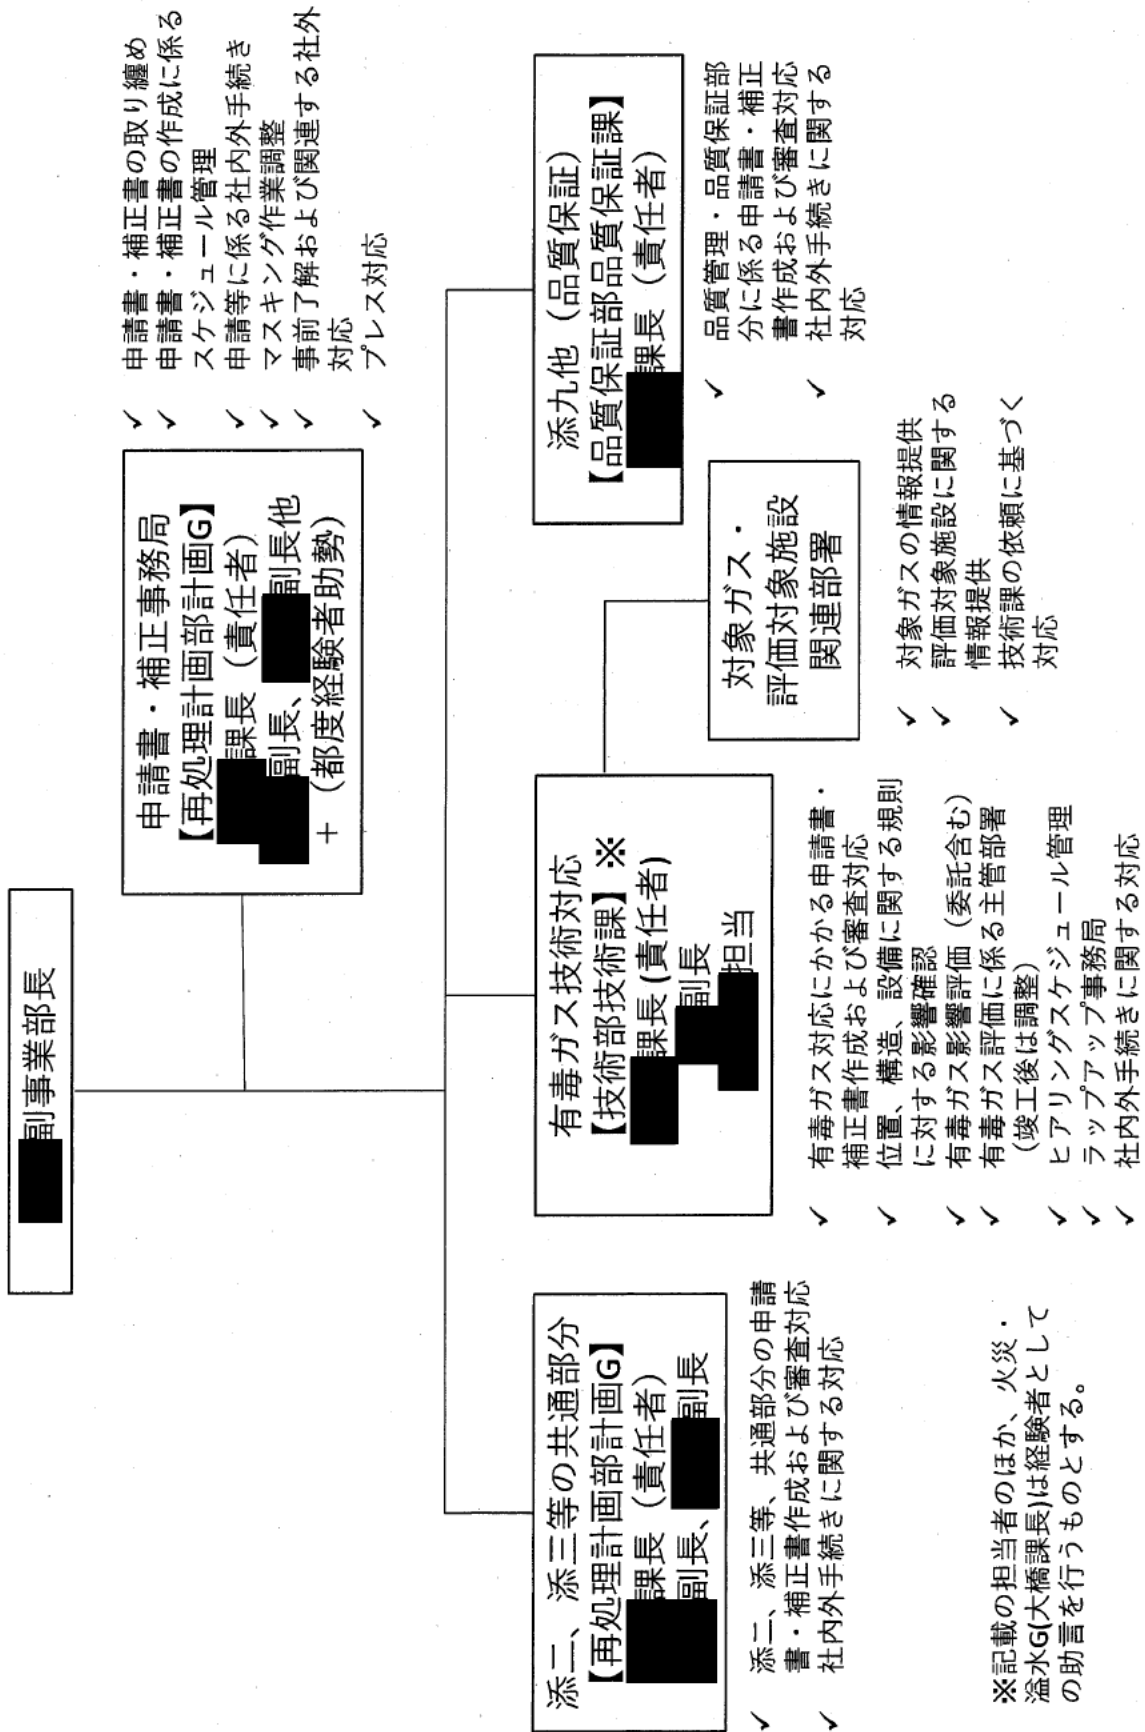 副事業部長
申請書・補正事務局
【再処理計画部計画G】
課長（責任者）
副長、副長他
＋（都度経験者助勢）
✓ 申請書・補正書の取り纏め
✓ 申請書・補正書の作成に係る
スケジュール管理
✓ 申請等に係る社内外手続き
✓ マスキング作業調整
✓ 事前了解および関連する社外
対応
✓ プレス対応
添二、添三等の共通部分
【再処理計画部計画G】
課長（責任者）
副長、副長
✓ 添二、添三等、共通部分の申請
書・補正書作成および審査対応
✓ 社内外手続きに関する対応
有毒ガス技術対応
【技術部技術課】※
課長(責任者)
副長
担当
✓ 有毒ガス対応にかかる申請書・
補正書作成および審査対応
✓ 位置、構造、設備に関する規則
に対する影響確認
✓ 有毒ガス影響評価（委託含む）
✓ 有毒ガス評価に係る主管部署
（竣工後は調整）
✓ ヒアリングスケジュール管理
✓ ラップアップ事務局
✓ 社内外手続きに関する対応
対象ガス・
評価対象施設
関連部署
✓ 対象ガスの情報提供
✓ 評価対象施設に関する
情報提供
✓ 技術課の依頼に基づく
対応
添九他（品質保証）
【品質保証部品質保証課】
課長（責任者）
✓ 品質管理・品質保証部
分に係る申請書・補正
書作成および審査対応
✓ 社内外手続きに関する
対応
※記載の担当者のほか、火災・
溢水G(大橋課長)は経験者として
の助言を行うものとする。